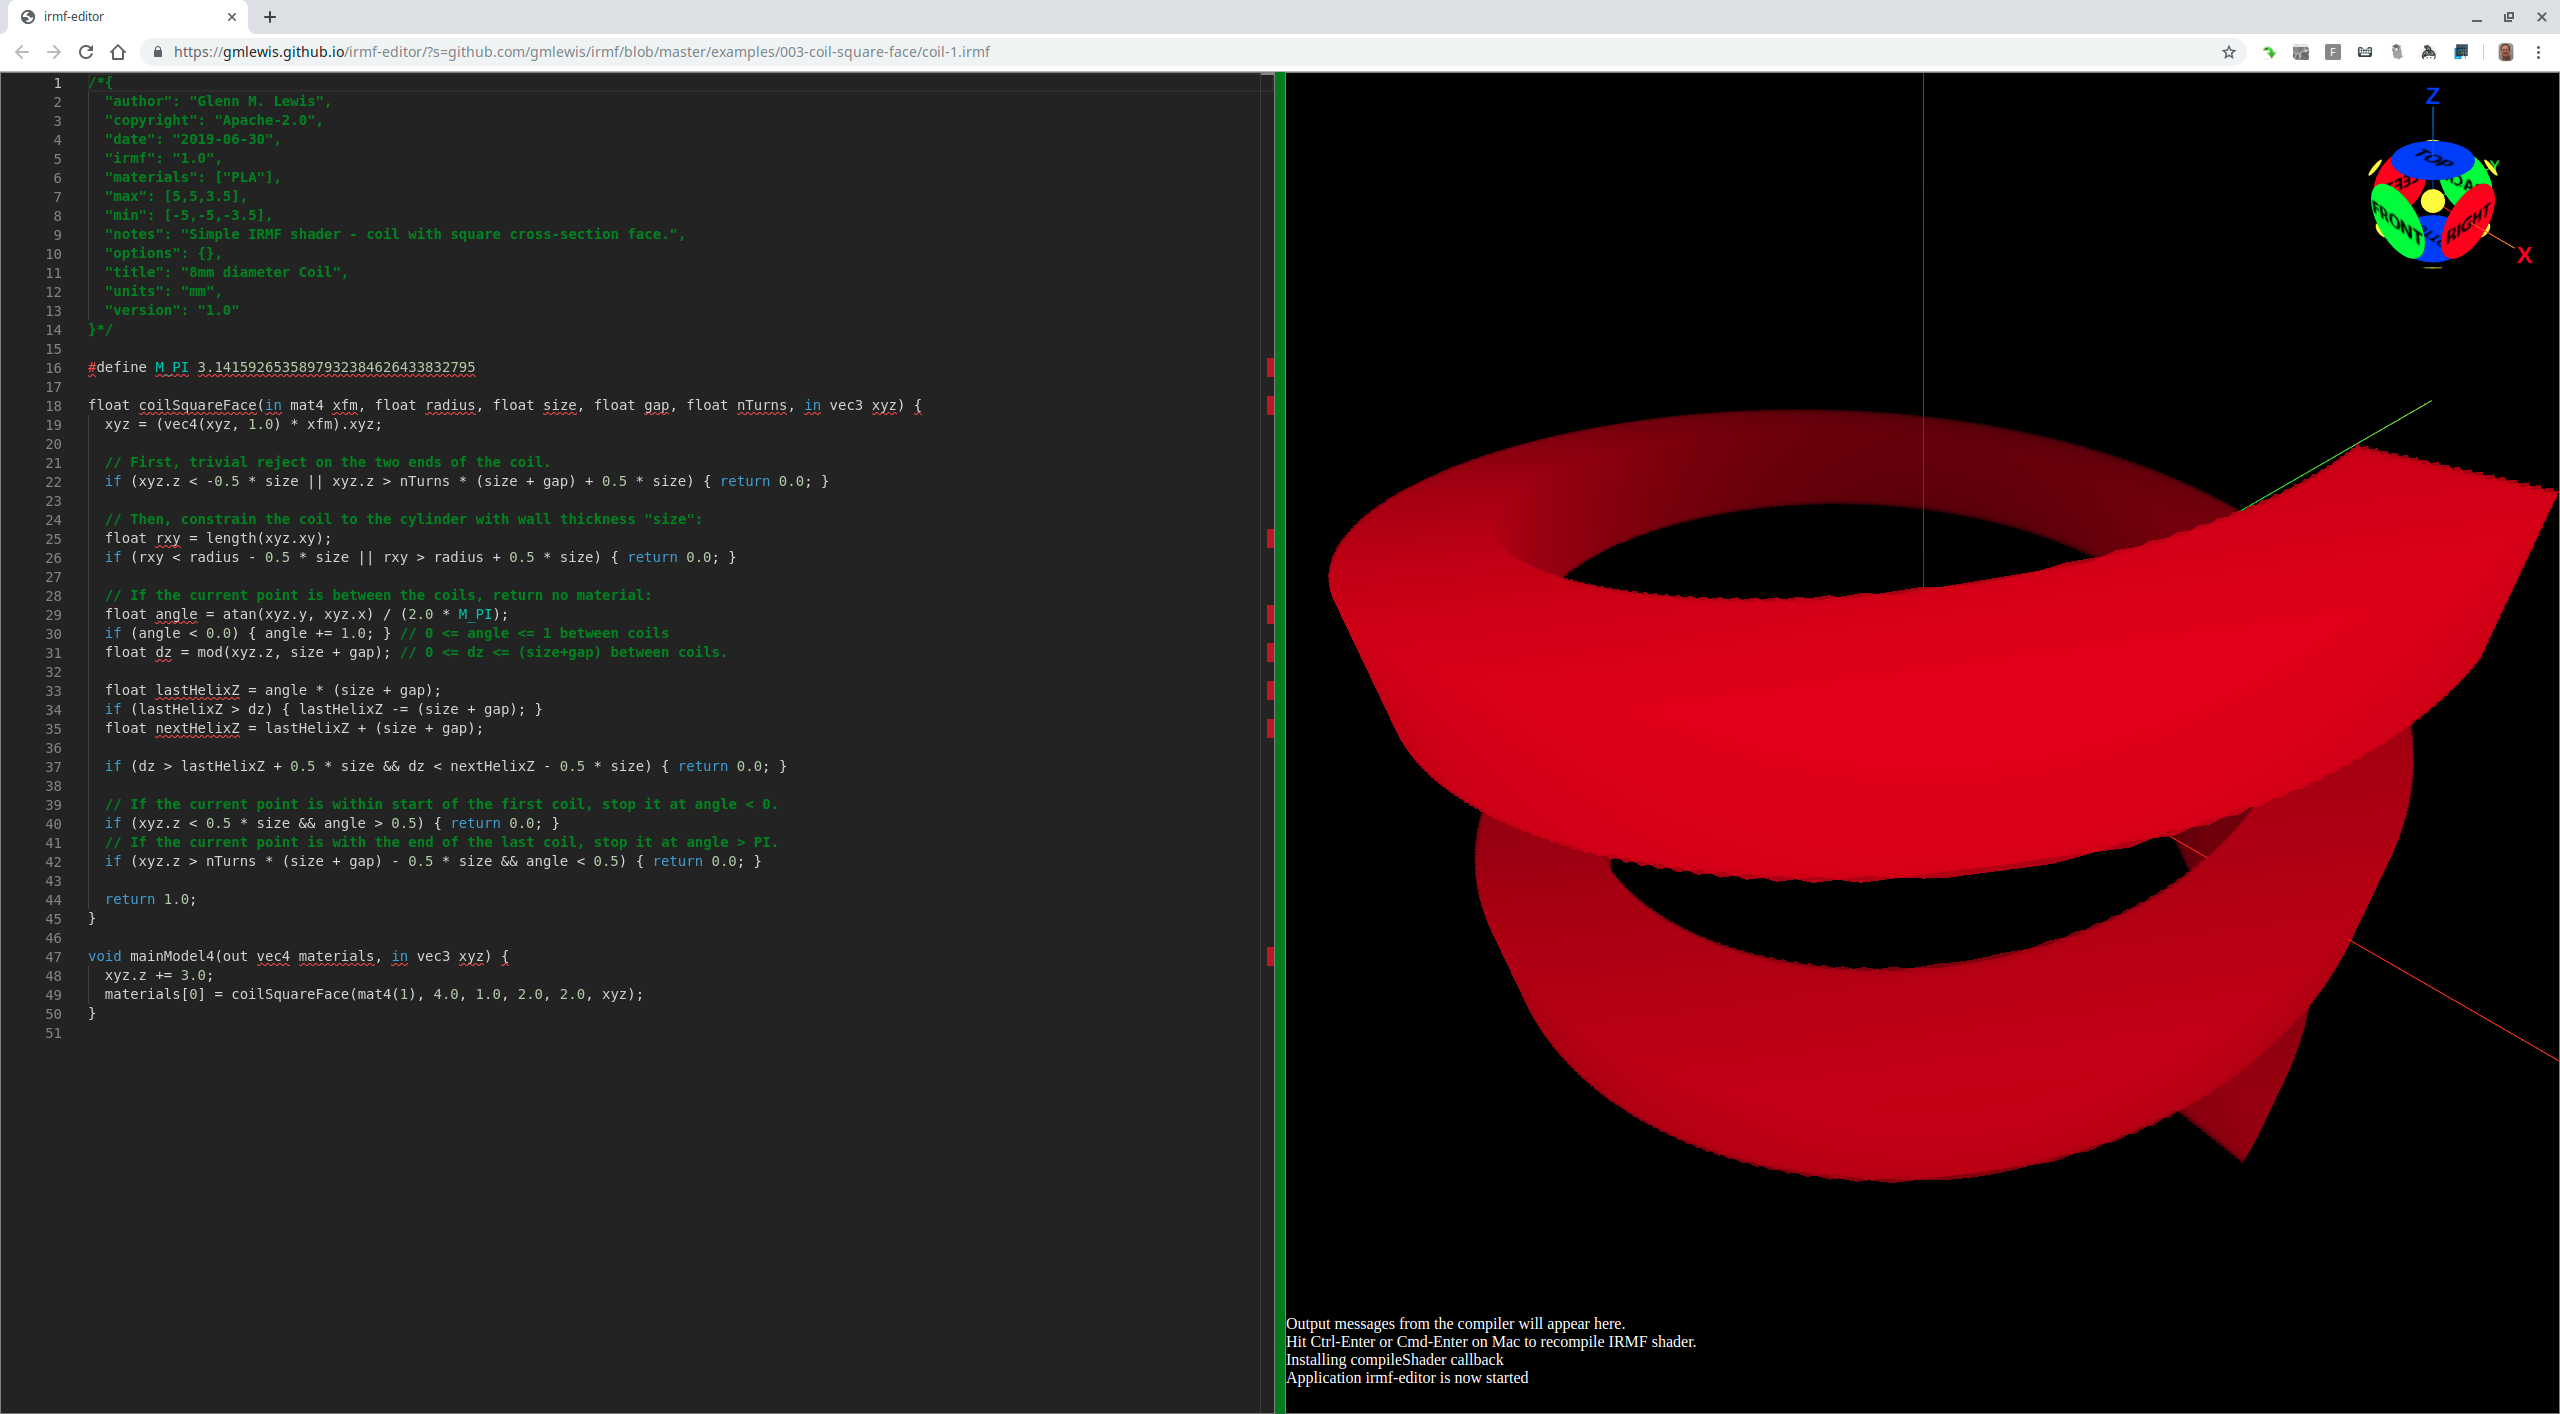 irmf-editor
https://gmlewis.github.io/irmf-editor/?s=github.com/gmlewis/irmf/blob/master/examples/003-coil-square-face/coil-1.irmf
F
1 /*{
2   "author": "Glenn M. Lewis",
3   "copyright": "Apache-2.0",
4   "date": "2019-06-30",
5   "irmf": "1.0",
6   "materials": ["PLA"],
7   "max": [5,5,3.5],
8   "min": [-5,-5,-3.5],
9   "notes": "Simple IRMF shader - coil with square cross-section face.",
10   "options": {},
11   "title": "8mm diameter Coil",
12   "units": "mm",
13   "version": "1.0"
14 }*/
15
16 #define M_PI 3.1415926535897932384626433832795
17
18 float coilSquareFace(in mat4 xfm, float radius, float size, float gap, float nTurns, in vec3 xyz) {
19   xyz = (vec4(xyz, 1.0) * xfm).xyz;
20
21   // First, trivial reject on the two ends of the coil.
22   if (xyz.z < -0.5 * size || xyz.z > nTurns * (size + gap) + 0.5 * size) { return 0.0; }
23
24   // Then, constrain the coil to the cylinder with wall thickness "size":
25   float rxy = length(xyz.xy);
26   if (rxy < radius - 0.5 * size || rxy > radius + 0.5 * size) { return 0.0; }
27
28   // If the current point is between the coils, return no material:
29   float angle = atan(xyz.y, xyz.x) / (2.0 * M_PI);
30   if (angle < 0.0) { angle += 1.0; } // 0 <= angle <= 1 between coils
31   float dz = mod(xyz.z, size + gap); // 0 <= dz <= (size+gap) between coils.
32
33   float lastHelixZ = angle * (size + gap);
34   if (lastHelixZ > dz) { lastHelixZ -= (size + gap); }
35   float nextHelixZ = lastHelixZ + (size + gap);
36
37   if (dz > lastHelixZ + 0.5 * size && dz < nextHelixZ - 0.5 * size) { return 0.0; }
38
39   // If the current point is within start of the first coil, stop it at angle < 0.
40   if (xyz.z < 0.5 * size && angle > 0.5) { return 0.0; }
41   // If the current point is with the end of the last coil, stop it at angle > PI.
42   if (xyz.z > nTurns * (size + gap) - 0.5 * size && angle < 0.5) { return 0.0; }
43
44   return 1.0;
45 }
46
47 void mainModel4(out vec4 materials, in vec3 xyz) {
48   xyz.z += 3.0;
49   materials[0] = coilSquareFace(mat4(1), 4.0, 1.0, 2.0, 2.0, xyz);
50 }
51
Z
TOP
Y
FRONT
RIGHT
X
Output messages from the compiler will appear here.
Hit Ctrl-Enter or Cmd-Enter on Mac to recompile IRMF shader.
Installing compileShader callback
Application irmf-editor is now started